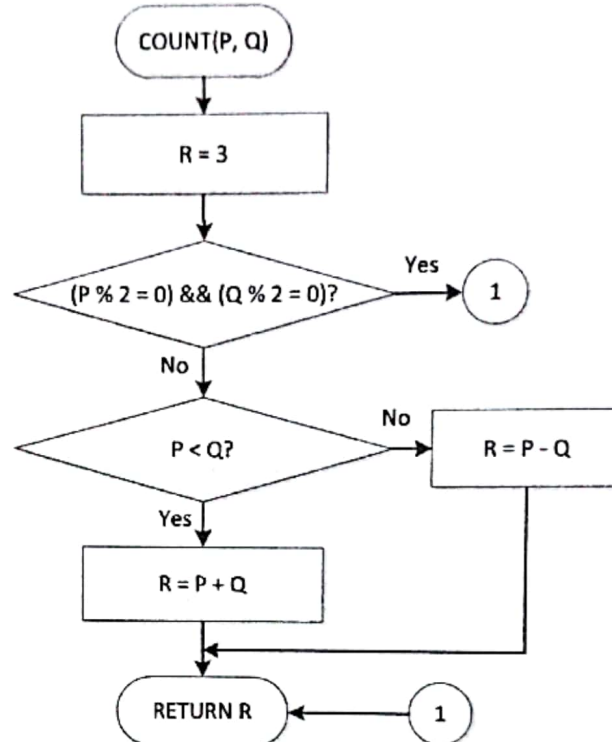 COUNT(P, Q)
R = 3
(P % 2 = 0) && (Q % 2 = 0)?
Yes
1
No
P < Q?
No
R = P - Q
Yes
R = P + Q
RETURN R
1